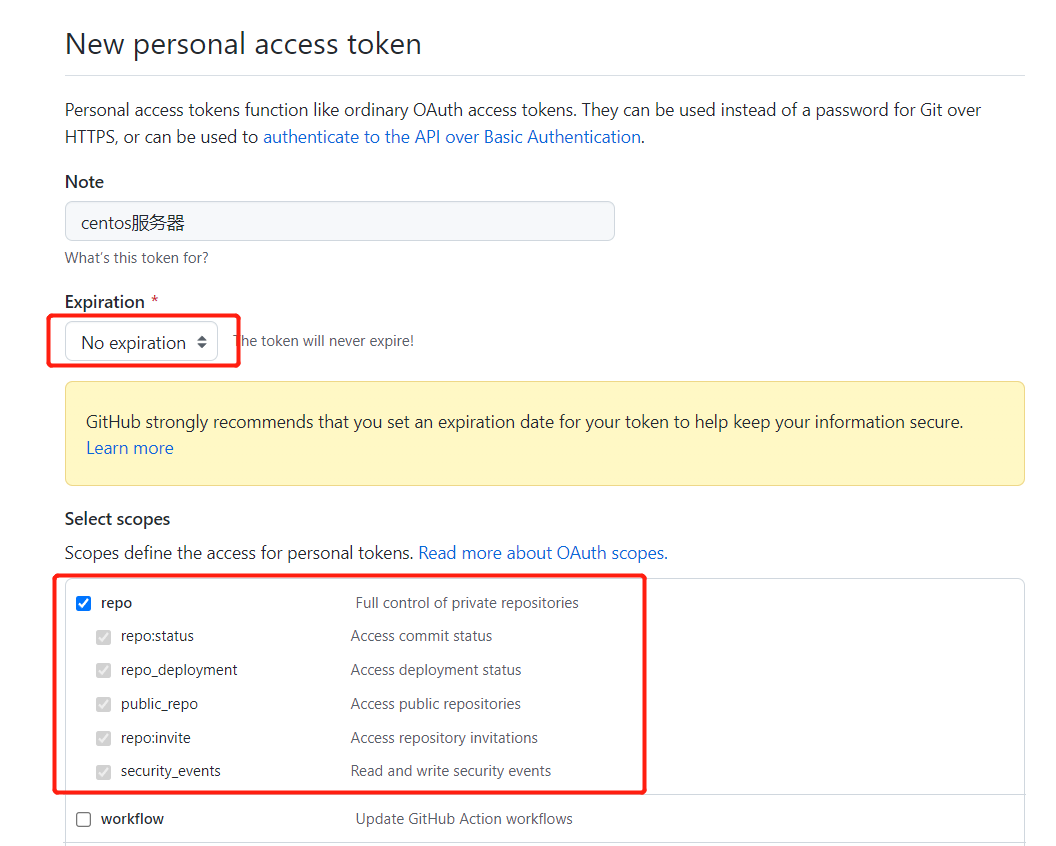 New personal access token
Personal access tokens function like ordinary OAuth access tokens. They can be used instead of a password for Git over
HTTPS, or can be used to authenticate to the API over Basic Authentication.
Note
centos服务器
What's this token for?
Expiration *
No expiration The token will never expire!
GitHub strongly recommends that you set an expiration date for your token to help keep your information secure.
Learn more
Select scopes
Scopes define the access for personal tokens. Read more about OAuth scopes.
repo Full control of private repositories
repo:status Access commit status
repo_deployment Access deployment status
public_repo Access public repositories
repo:invite Access repository invitations
security_events Read and write security events
workflow Update GitHub Action workflows